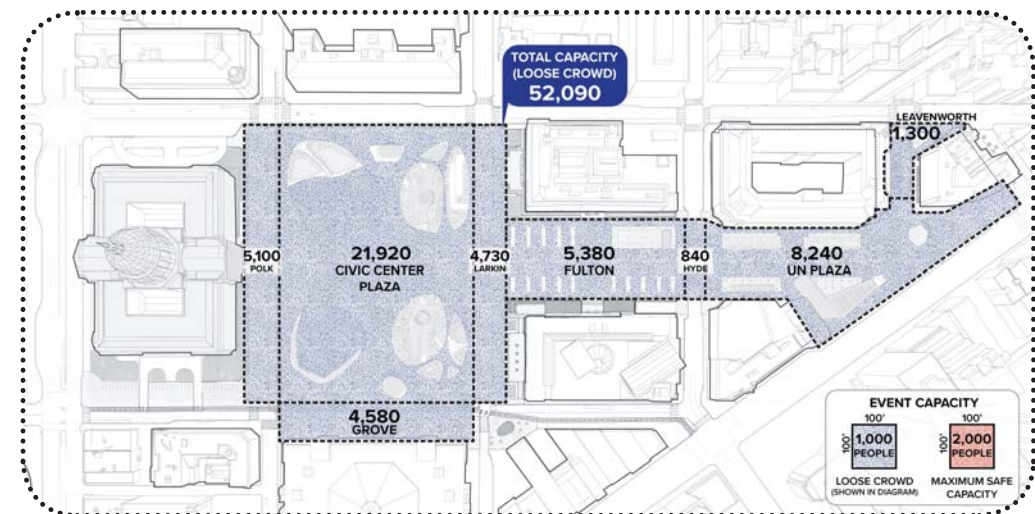 TOTAL CAPACITY
(LOOSE CROWD)
52,090
LEAVENWORTH
1,300
5,100
POLK
21,920
CIVIC CENTER
PLAZA
4,730
LARKIN
5,380
FULTON
840
HYDE
8,240
UN PLAZA
4,580
GROVE
EVENT CAPACITY
100'
100'
1,000
PEOPLE
LOOSE CROWD
(SHOWN IN DIAGRAM)
100'
100'
2,000
PEOPLE
MAXIMUM SAFE
CAPACITY